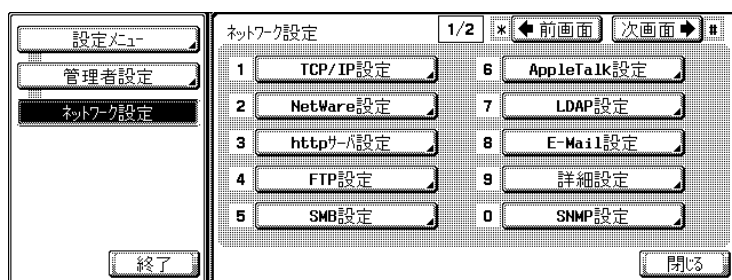 設定メニュー
管理者設定
ネットワーク設定
終了
ネットワーク設定 1/2 * 前画面 次画面 #
1 TCP/IP設定
2 NetWare設定
3 httpサーバ設定
4 FTP設定
5 SMB設定
6 AppleTalk設定
7 LDAP設定
8 E-Mail設定
9 詳細設定
0 SNMP設定
閉じる